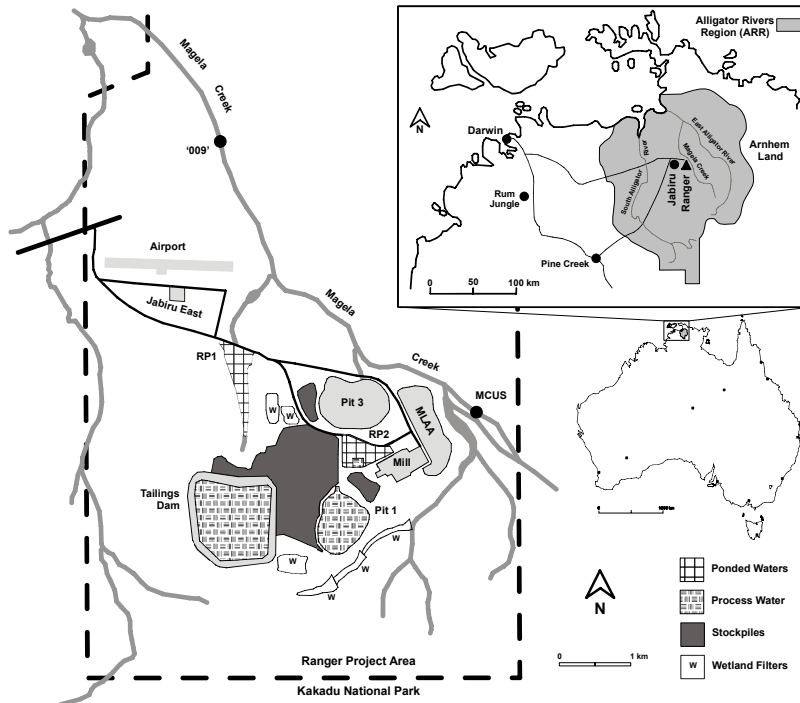 Alligator Rivers
Region (ARR)
N
Darwin
Rum
Jungle
Pine Creek
0 50 100 km
South Alligator
River
East Alligator River
Magela Creek
Jabiru
Ranger
Arnhem
Land
Magela
Creek
'009'
Airport
Jabiru East
Magela
Creek
RP1
MCUS
Pit 3
MLAA
W
W
RP2
Mill
Tailings
Dam
Pit 1
W
W
W
W
Ranger Project Area
Kakadu National Park
0 1000 km
N
0 1 km
Ponded Waters
Process Water
Stockpiles
W Wetland Filters